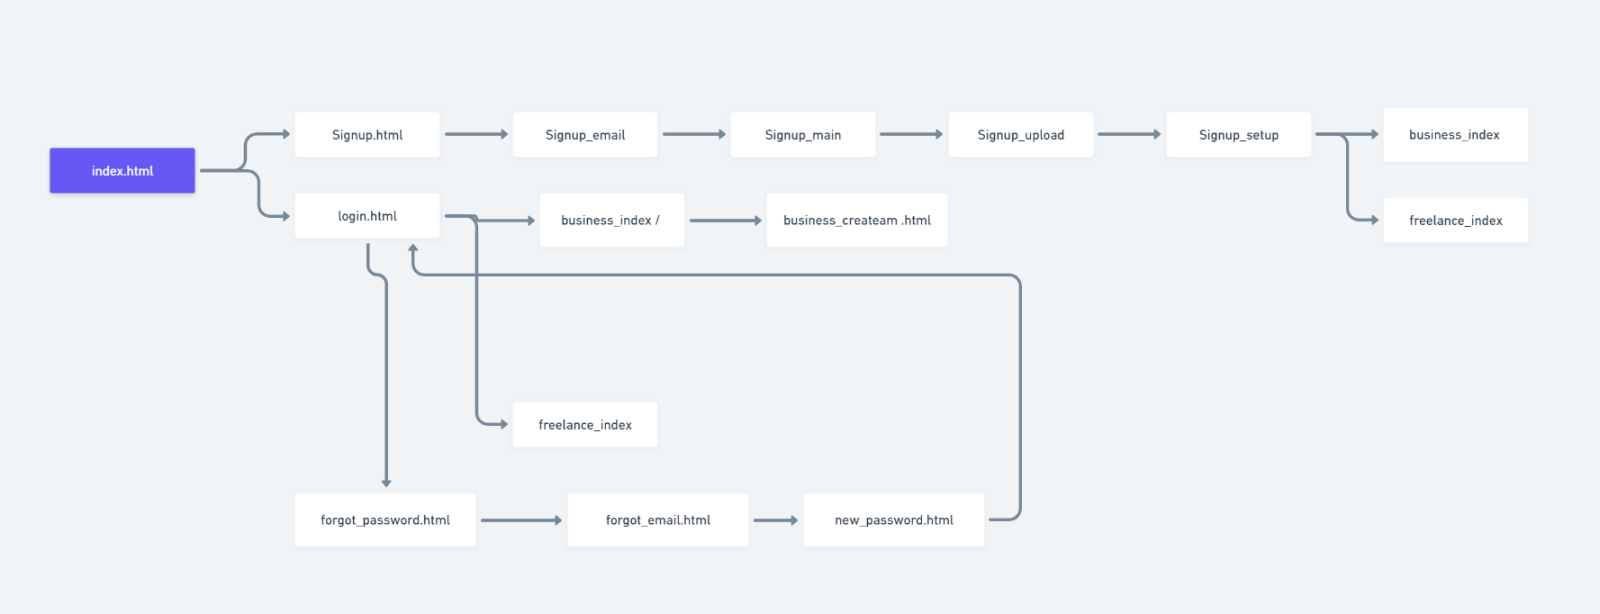 Signup.html
Signup_email
Signup_main
Signup_upload
Signup_setup
business_index
index.html
login.html
business_index /
business_createam .html
freelance_index
freelance_index
forgot_password.html
forgot_email.html
new_password.html